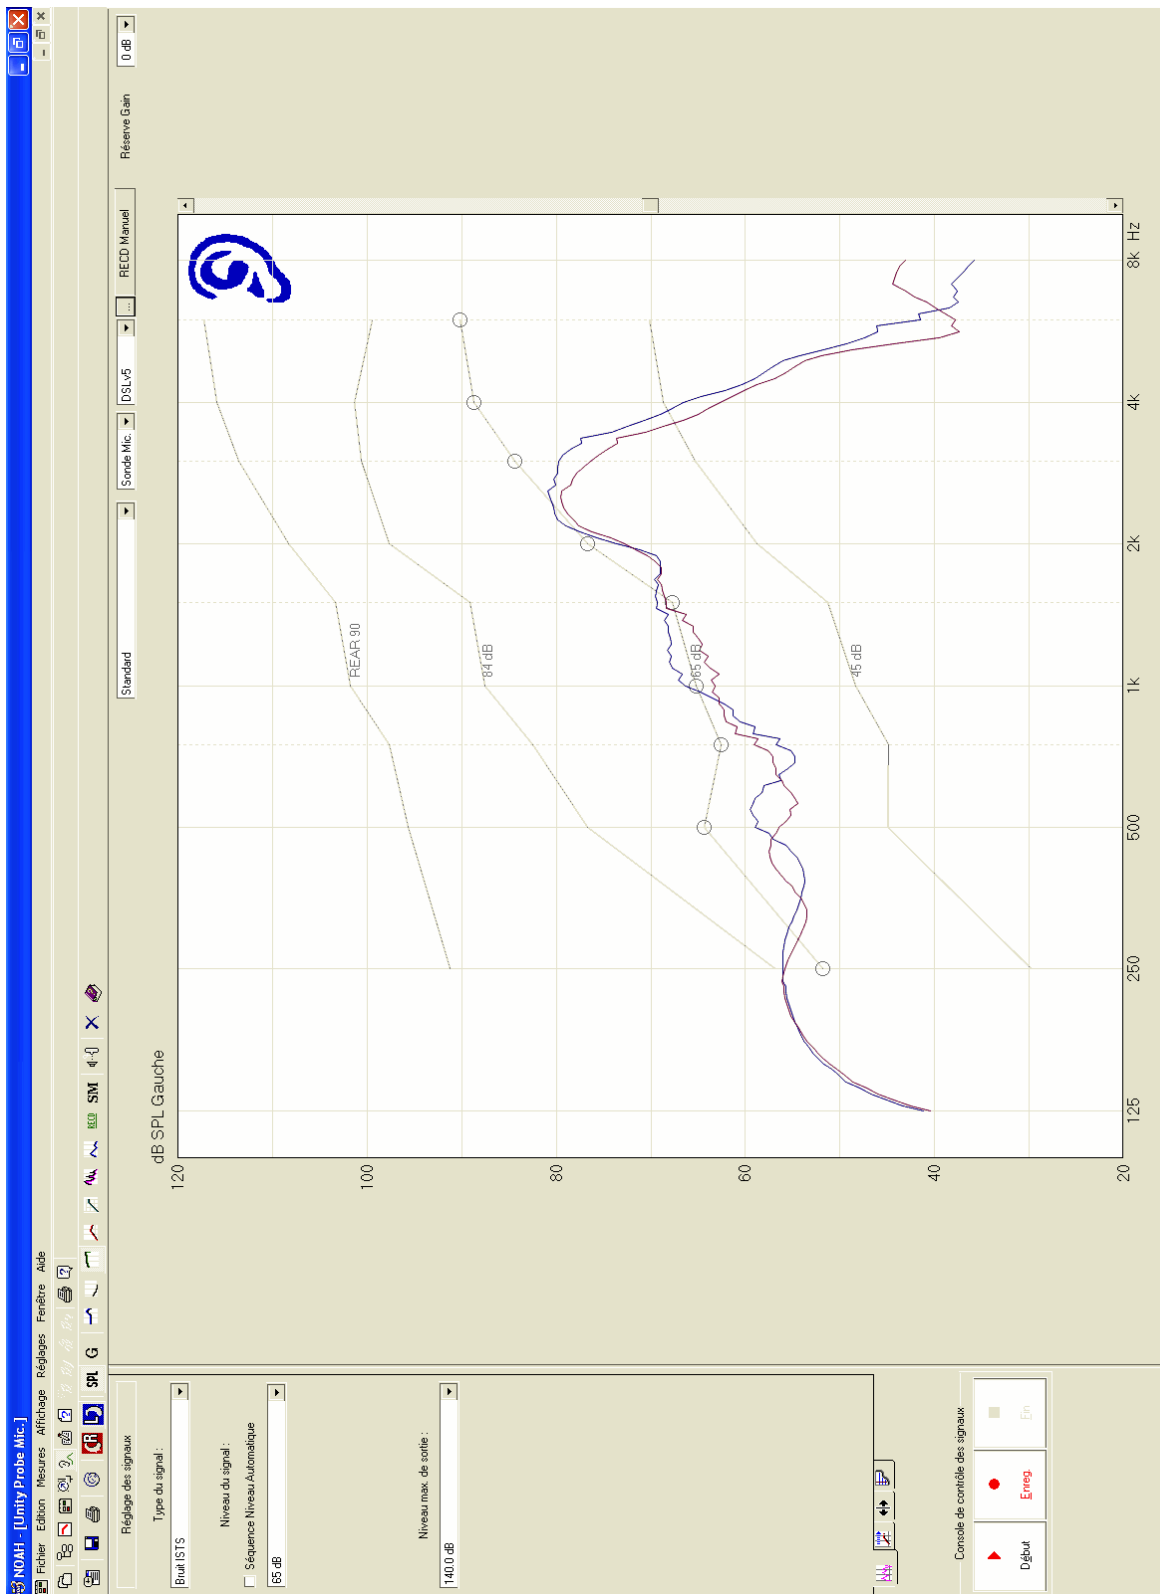 NOAH - [Unity Probe Mic.]
Fichier Edition Mesures Affichage Réglages Fenêtre Aide
SPL G RECD SM
Réglage des signaux
Type du signal :
Bruit ISTS
Niveau du signal :
Séquence Niveau Automatique
65 dB
Niveau max. de sortie :
140.0 dB
Console de contrôle des signaux
Début
Enreg.
Fin
Standard
Sonde Mic.
DSLv5
...
RECD Manuel
Réserve Gain
0 dB
dB SPL Gauche
120
100
80
60
40
20
REAR 90
84 dB
65 dB
45 dB
125 250 500 1k 2k 4k 8k Hz